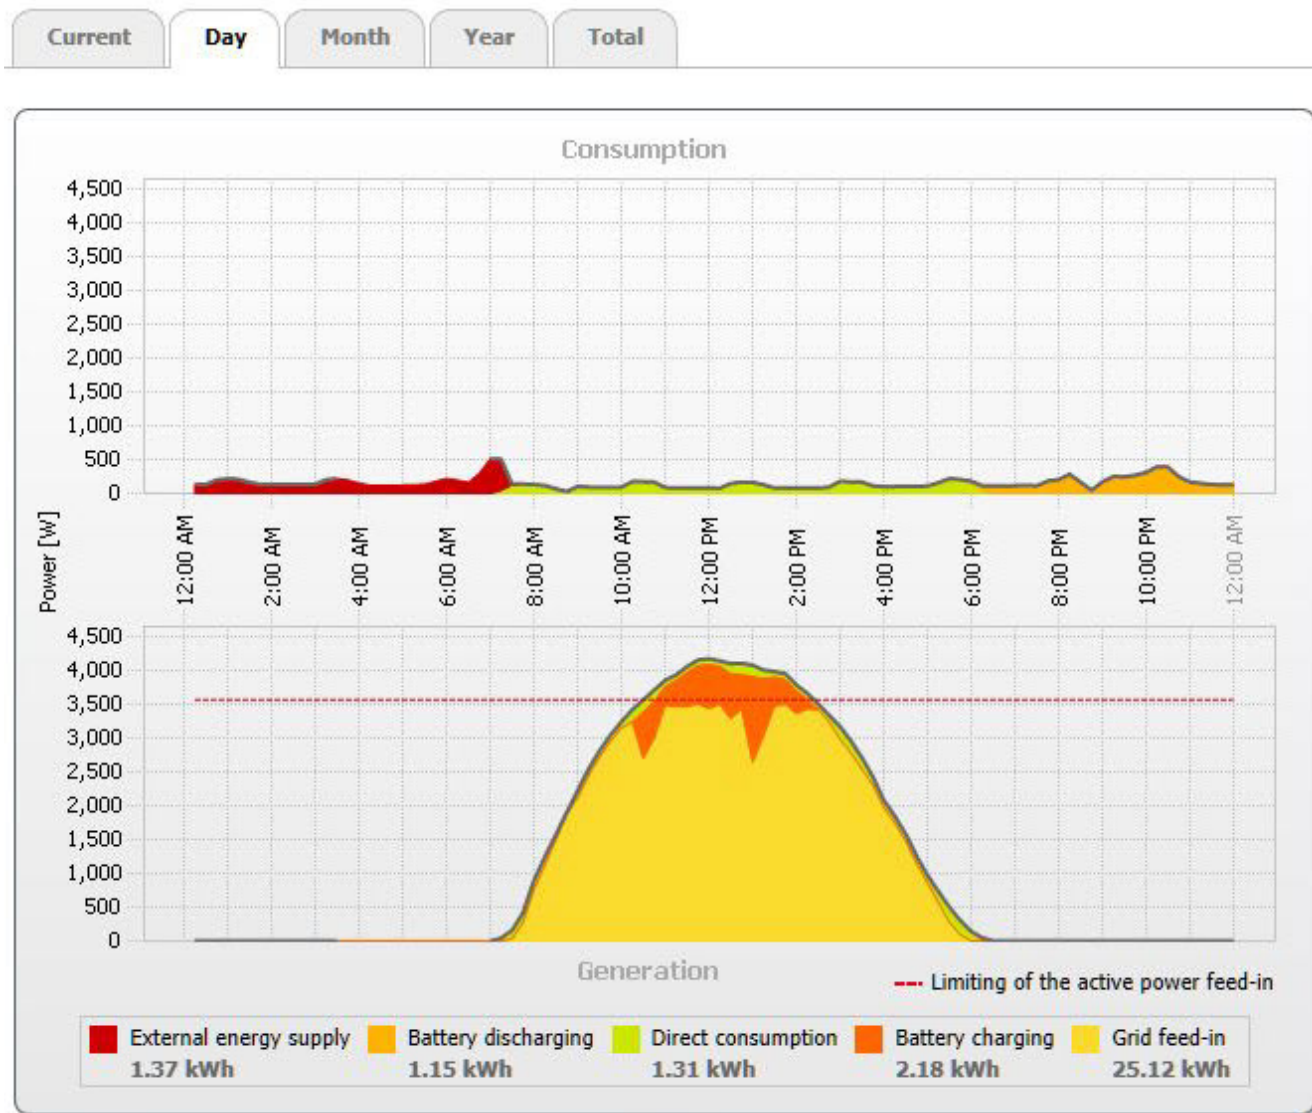 Current Day Month Year Total
Consumption
4,500
4,000
3,500
3,000
2,500
2,000
1,500
1,000
500
0
Power [W]
12:00 AM 2:00 AM 4:00 AM 6:00 AM 8:00 AM 10:00 AM 12:00 PM 2:00 PM 4:00 PM 6:00 PM 8:00 PM 10:00 PM 12:00 AM
4,500
4,000
3,500
3,000
2,500
2,000
1,500
1,000
500
0
Generation
Limiting of the active power feed-in
External energy supply Battery discharging Direct consumption Battery charging Grid feed-in
1.37 kWh 1.15 kWh 1.31 kWh 2.18 kWh 25.12 kWh